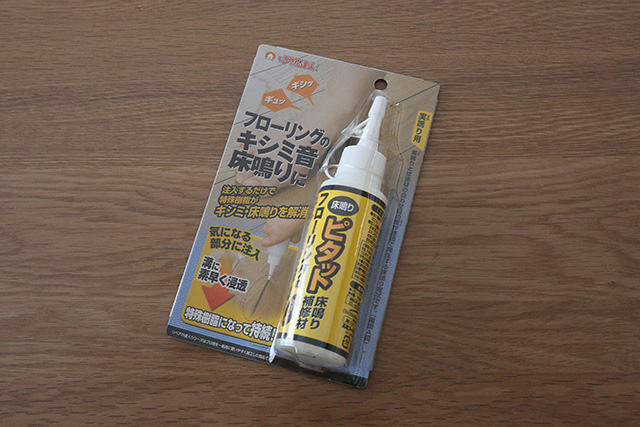 ギシッ
ギュッ
フローリングの
キシミ音
床鳴りに
注入するだけで
特殊樹脂が
キシミ・床鳴りを解消
気になる
部分に注入
溝に
素早く浸透
特殊樹脂になって持続!
実鳴り用
床鳴り
ピタット
フローリング
床鳴り
補修材